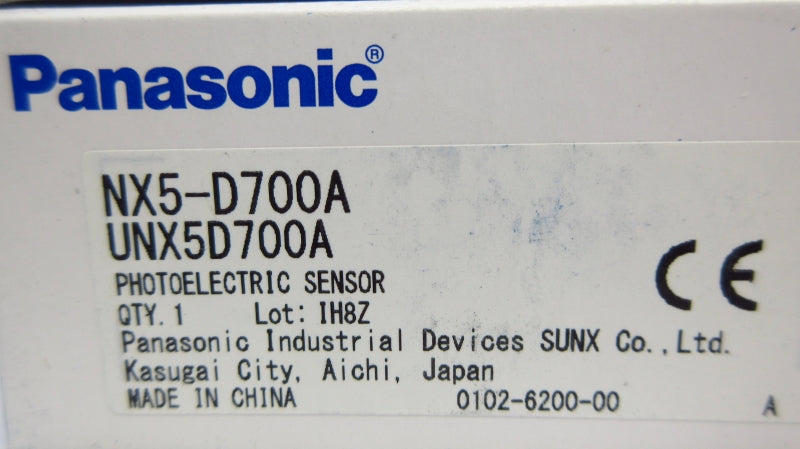 Panasonic®
NX5-D700A
UNX5D700A
PHOTOELECTRIC SENSOR
QTY. 1 Lot: IH8Z
Panasonic Industrial Devices SUNX Co., Ltd.
Kasugai City, Aichi, Japan
MADE IN CHINA 0102-6200-00 A
CE